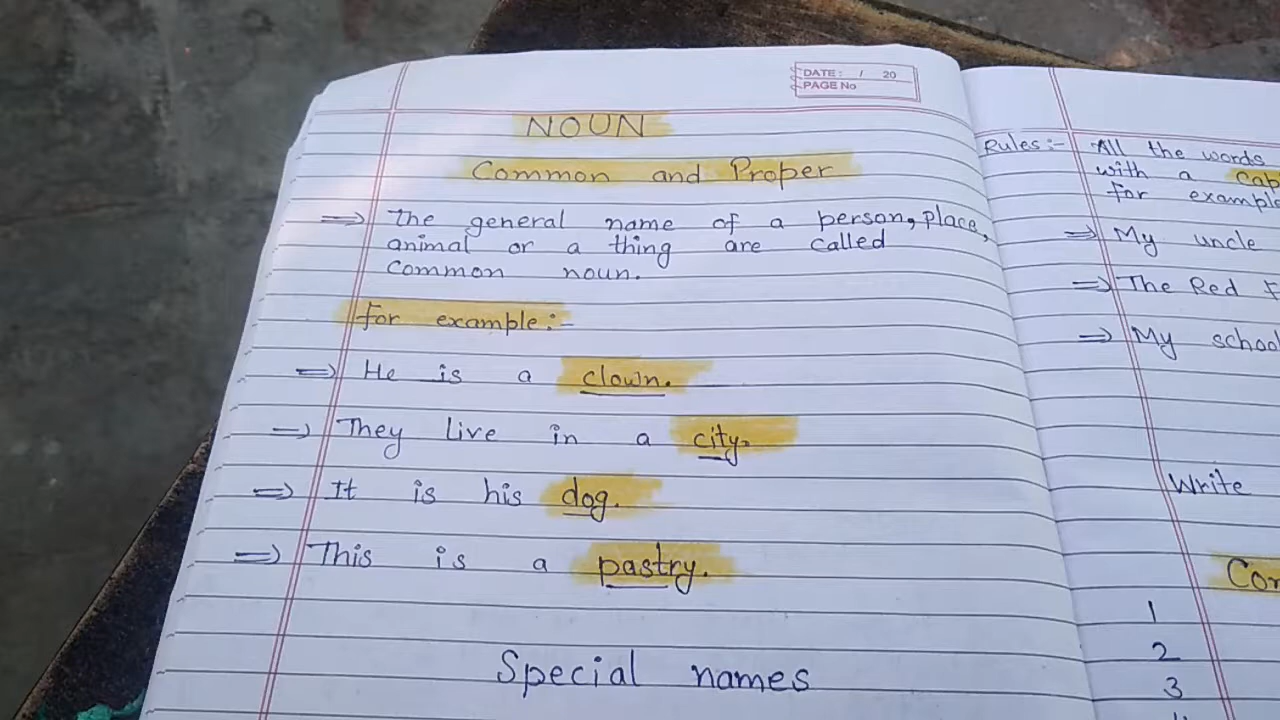 DATE: / 20
PAGE No
NOUN
Common and Proper
⇒ the general name of a person, place,
animal or a thing are called
common noun.
for example:-
⇒ He is a clown.
⇒ They live in a city.
⇒ It is his dog.
⇒ This is a pastry.
Special names
Rules:- All the words
with a
for example
⇒ My uncle
⇒ The Red
⇒ My school
Write
1
2
3